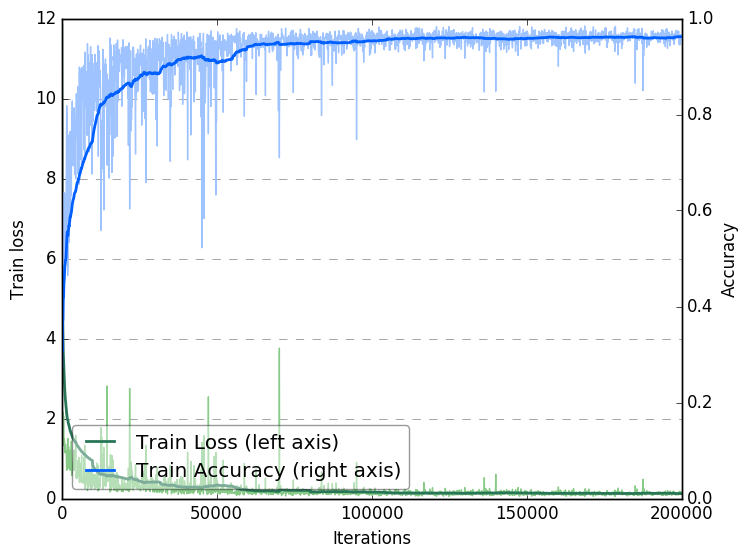 12
10
8
6
4
2
0
Train loss
1.0
0.8
0.6
0.4
0.2
0.0
Accuracy
Train Loss (left axis)
Train Accuracy (right axis)
0 50000 100000 150000 200000
Iterations